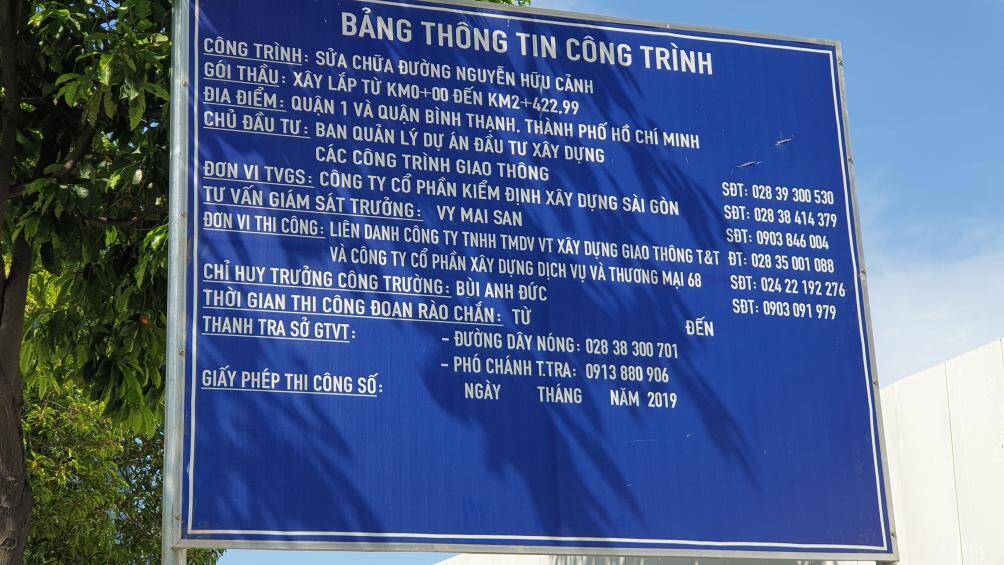 BẢNG THÔNG TIN CÔNG TRÌNH
CÔNG TRÌNH: SỬA CHỮA ĐƯỜNG NGUYỄN HỮU CẢNH
GÓI THẦU: XÂY LẮP TỪ KM0+00 ĐẾN KM2+422,99
ĐỊA ĐIỂM: QUẬN 1 VÀ QUẬN BÌNH THẠNH, THÀNH PHỐ HỒ CHÍ MINH
CHỦ ĐẦU TƯ: BAN QUẢN LÝ DỰ ÁN ĐẦU TƯ XÂY DỰNG
CÁC CÔNG TRÌNH GIAO THÔNG SĐT: 028 39 300 530
ĐƠN VỊ TVGS: CÔNG TY CỔ PHẦN KIỂM ĐỊNH XÂY DỰNG SÀI GÒN SĐT: 028 38 414 379
TƯ VẤN GIÁM SÁT TRƯỞNG: VY MAI SAN SĐT: 0903 846 004
ĐƠN VỊ THI CÔNG: LIÊN DANH CÔNG TY TNHH TMDV VT XÂY DỰNG GIAO THÔNG T&T ĐT: 028 35 001 088
VÀ CÔNG TY CỔ PHẦN XÂY DỰNG DỊCH VỤ VÀ THƯƠNG MẠI 68 SĐT: 024 22 192 276
CHỈ HUY TRƯỞNG CÔNG TRƯỜNG: BÙI ANH ĐỨC SĐT: 0903 091 979
THỜI GIAN THI CÔNG ĐOẠN RÀO CHẮN: TỪ ĐẾN
THANH TRA SỞ GTVT: - ĐƯỜNG DÂY NÓNG: 028 38 300 701
- PHÓ CHÁNH T.TRA: 0913 880 906
GIẤY PHÉP THI CÔNG SỐ: NGÀY THÁNG NĂM 2019